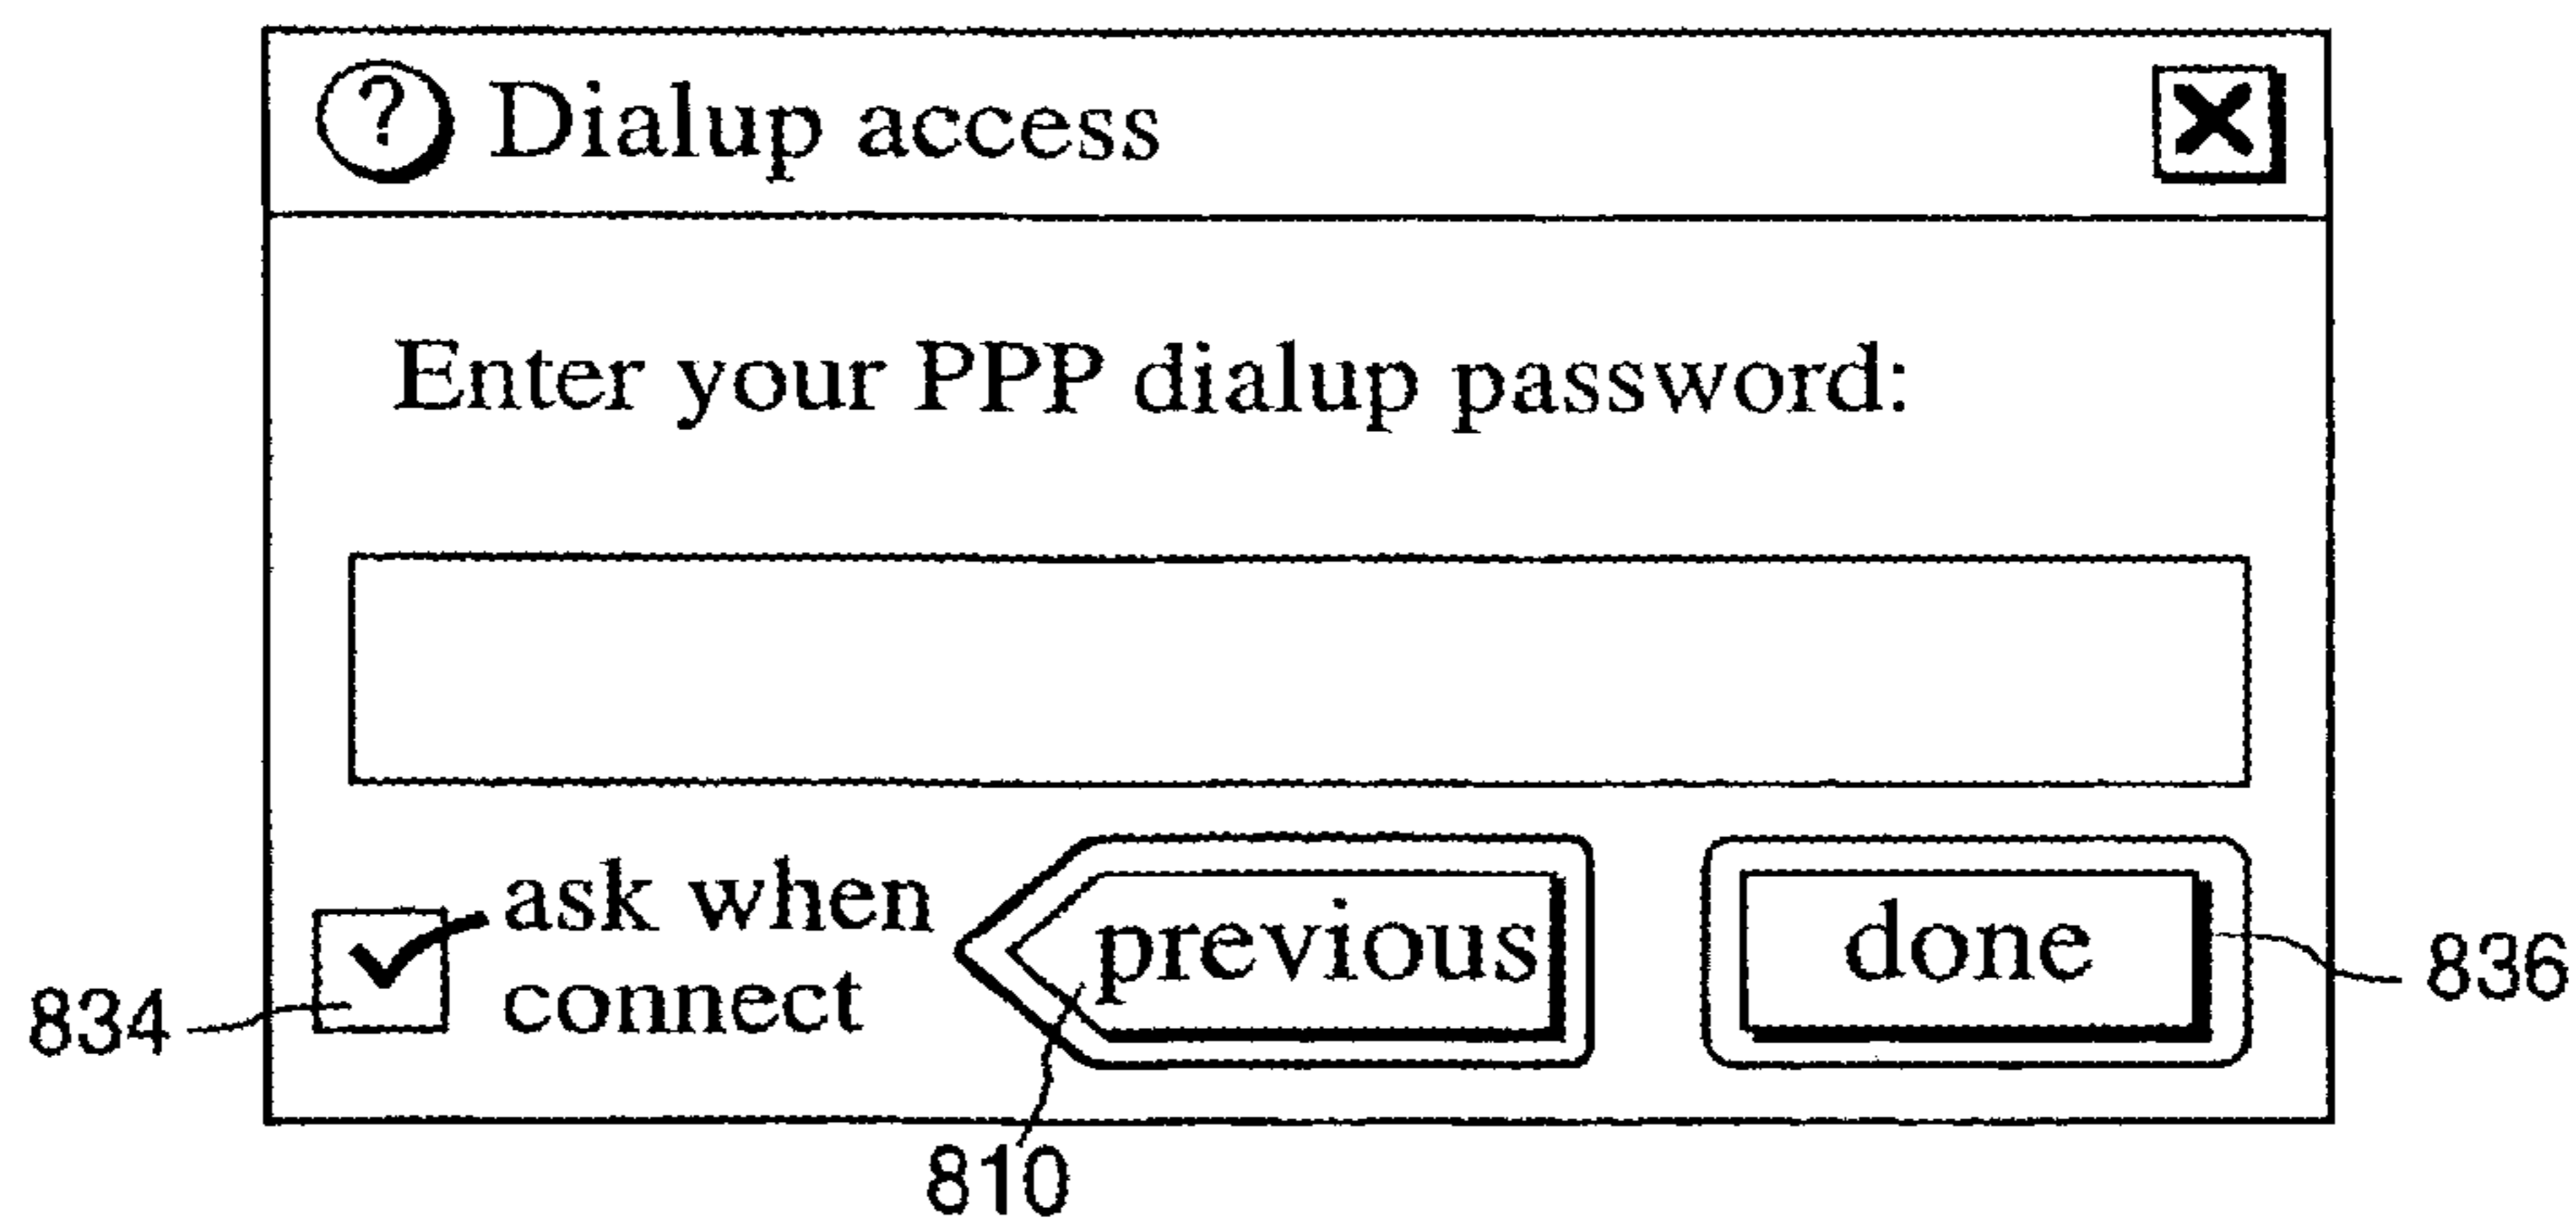 ? Dialup access
Enter your PPP dialup password:
ask when
connect
previous
done
834
836
810